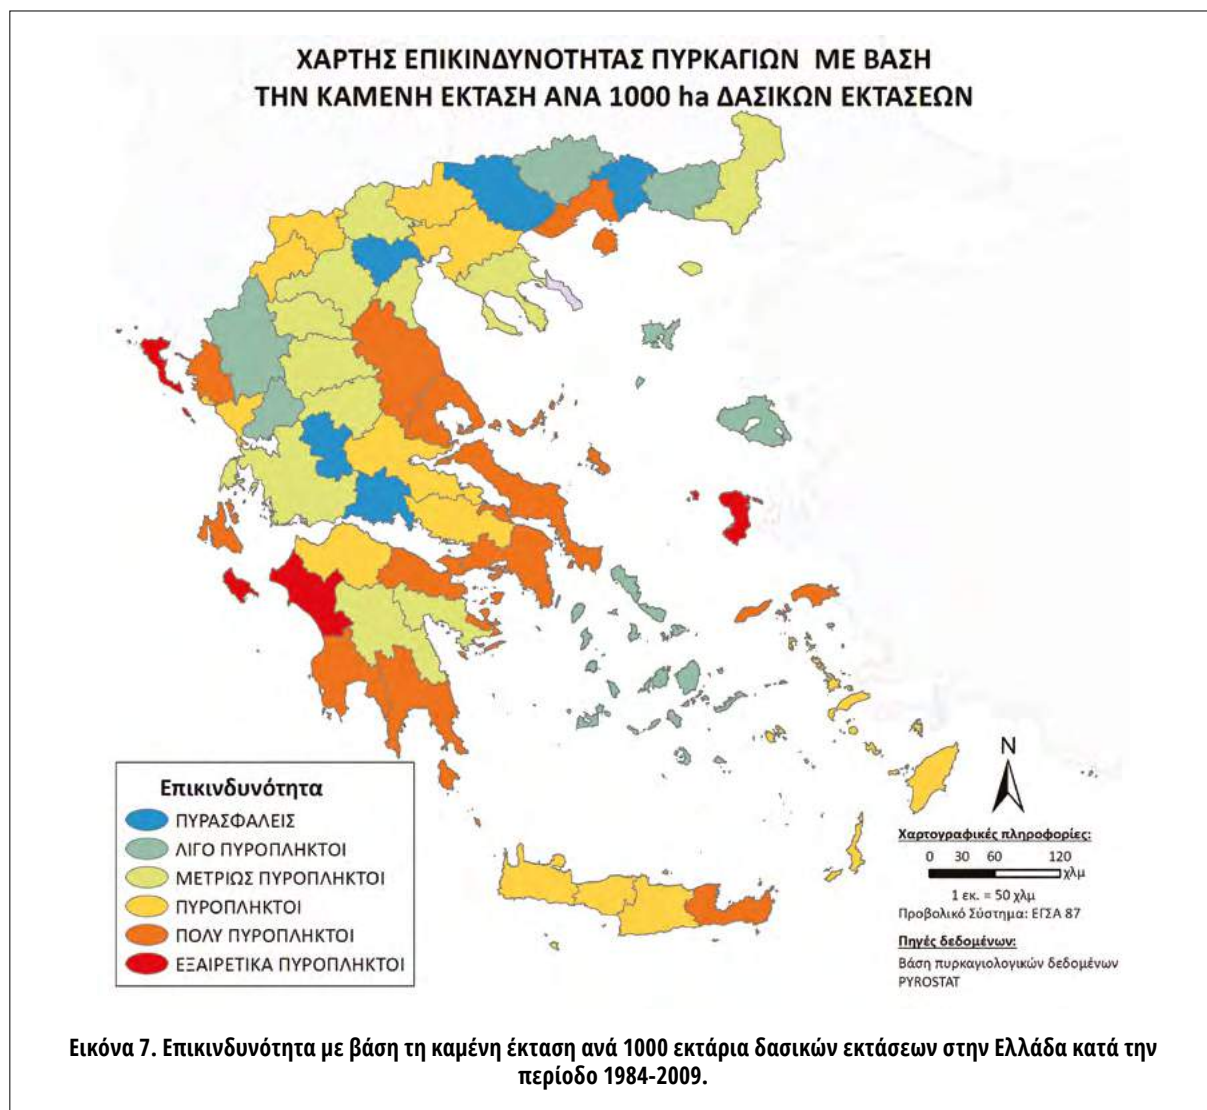 ΧΑΡΤΗΣ ΕΠΙΚΙΝΔΥΝΟΤΗΤΑΣ ΠΥΡΚΑΓΙΩΝ ΜΕ ΒΑΣΗ
ΤΗΝ ΚΑΜΕΝΗ ΕΚΤΑΣΗ ΑΝΑ 1000 ha ΔΑΣΙΚΩΝ ΕΚΤΑΣΕΩΝ
Επικινδυνότητα
ΠΥΡΑΣΦΑΛΕΙΣ
ΛΙΓΟ ΠΥΡΟΠΛΗΚΤΟΙ
ΜΕΤΡΙΩΣ ΠΥΡΟΠΛΗΚΤΟΙ
ΠΥΡΟΠΛΗΚΤΟΙ
ΠΟΛΥ ΠΥΡΟΠΛΗΚΤΟΙ
ΕΞΑΙΡΕΤΙΚΑ ΠΥΡΟΠΛΗΚΤΟΙ
N
Χαρτογραφικές πληροφορίες:
0 30 60 120
χλμ
1 εκ. = 50 χλμ
Προβολικό Σύστημα: ΕΓΣΑ 87
Πηγές δεδομένων:
Βάση πυρκαγιολογικών δεδομένων
PYROSTAT
Εικόνα 7. Επικινδυνότητα με βάση τη καμένη έκταση ανά 1000 εκτάρια δασικών εκτάσεων στην Ελλάδα κατά την
περίοδο 1984-2009.